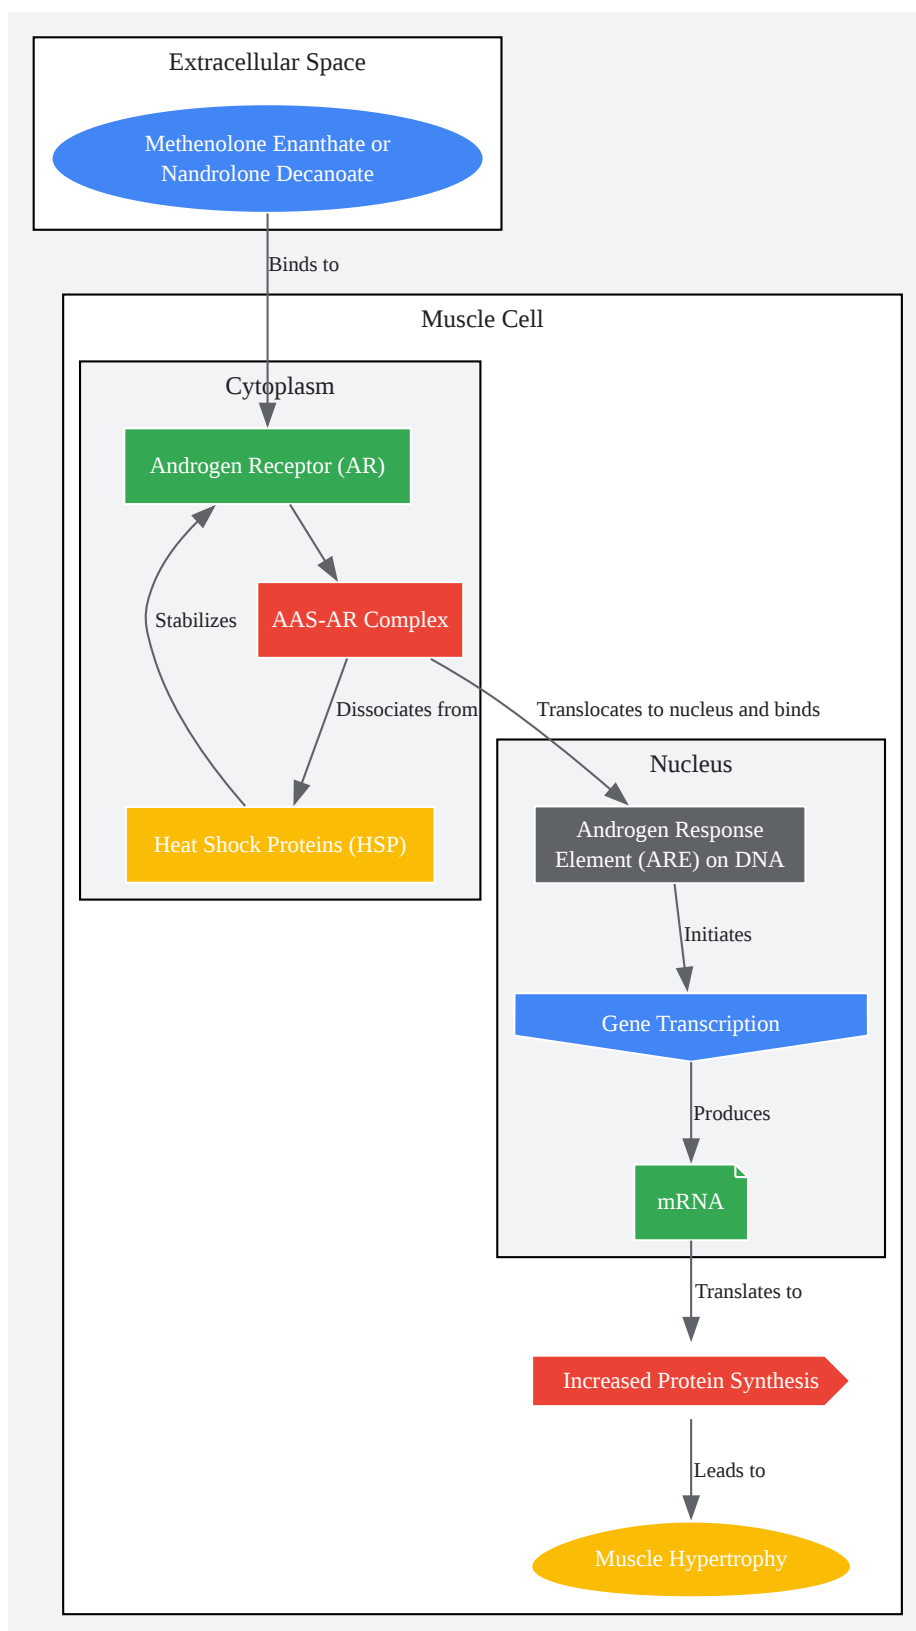 Extracellular Space
Methenolone Enanthate or
Nandrolone Decanoate
Binds to
Muscle Cell
Cytoplasm
Androgen Receptor (AR)
Stabilizes
AAS-AR Complex
Dissociates from
Translocates to nucleus and binds
Heat Shock Proteins (HSP)
Nucleus
Androgen Response
Element (ARE) on DNA
Initiates
Gene Transcription
Produces
mRNA
Translates to
Increased Protein Synthesis
Leads to
Muscle Hypertrophy